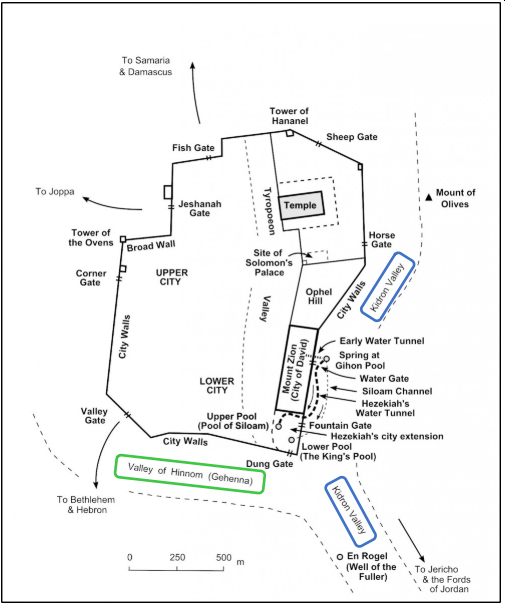 To Samaria
& Damascus
Tower of
Hananel
Fish Gate
Sheep Gate
To Joppa
Jeshanah
Gate
Tyropoeon
Temple
Mount of
Olives
Tower of
the Ovens
Broad Wall
Horse
Gate
Site of
Solomon's
Palace
Corner
Gate
UPPER
CITY
Ophel
Hill
City Walls
Kidron Valley
Valley
City Walls
Mount Zion
(City of David)
Early Water Tunnel
Spring at
Gihon Pool
Water Gate
Siloam Channel
Hezekiah's
Water Tunnel
LOWER
CITY
Valley
Gate
Upper Pool
(Pool of Siloam)
Fountain Gate
Hezekiah's city extension
City Walls
Lower Pool
(The King's Pool)
Dung Gate
Valley of Hinnom (Gehenna)
To Bethlehem
& Hebron
Kidron Valley
0 250 500 m
En Rogel
(Well of the
Fuller)
To Jericho
& the Fords
of Jordan